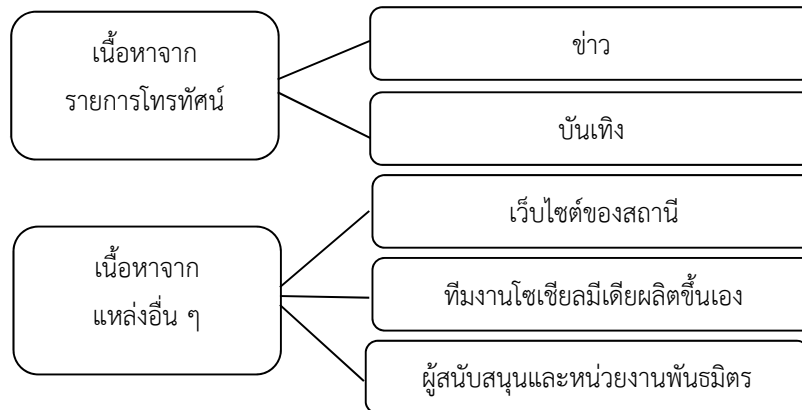 เนื้อหาจาก
รายการโทรทัศน์
ข่าว
บันเทิง
เนื้อหาจาก
แหล่งอื่น ๆ
เว็บไซต์ของสถานี
ทีมงานโซเชียลมีเดียผลิตขึ้นเอง
ผู้สนับสนุนและหน่วยงานพันธมิตร